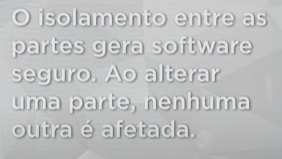 O isolamento entre as
partes gera software
seguro. Ao alterar
uma parte, nenhuma
outra é afetada.